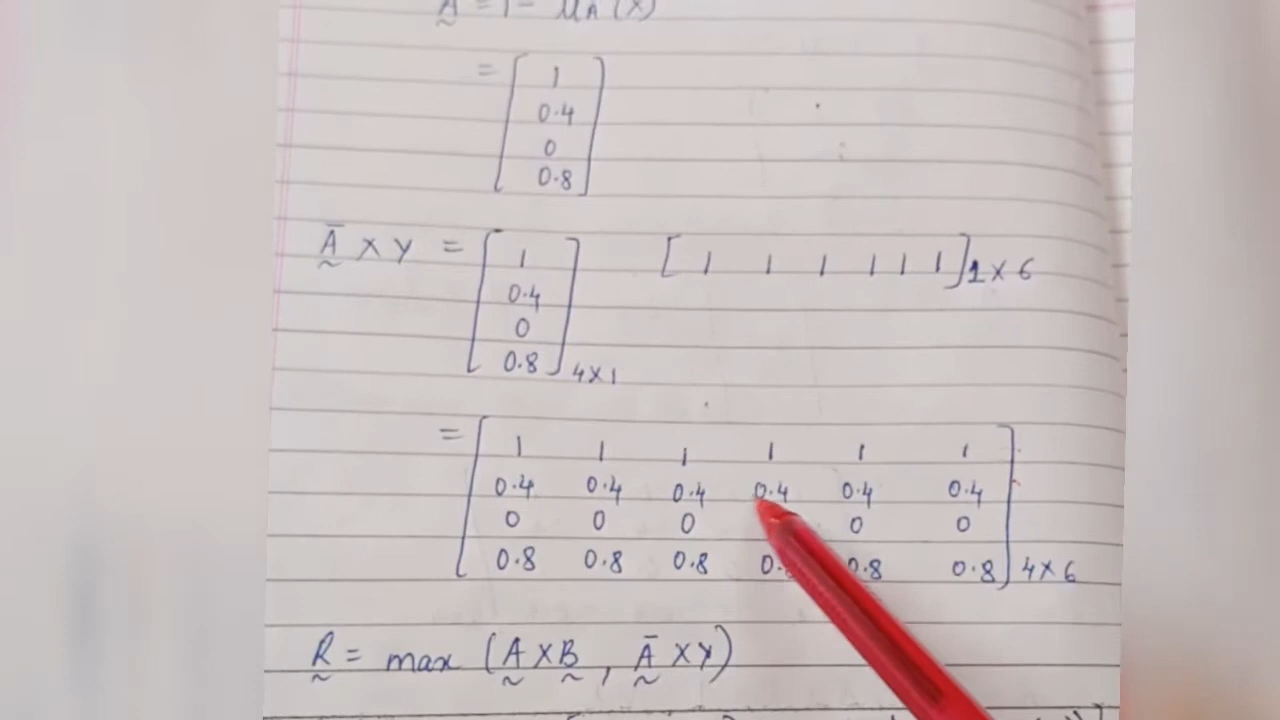 A = 1 - μA(x)
= [ 1
0.4
0
0.8 ]
Ā × Y = [ 1 [ 1 1 1 1 1 1 ] 1×6
0.4
0
0.8 ] 4×1
= [ 1 1 1 1 1 1
0.4 0.4 0.4 0.4 0.4 0.4
0 0 0 0 0
0.8 0.8 0.8 0.8 0.8 ] 4×6
R = max (A×B, Ā×Y)